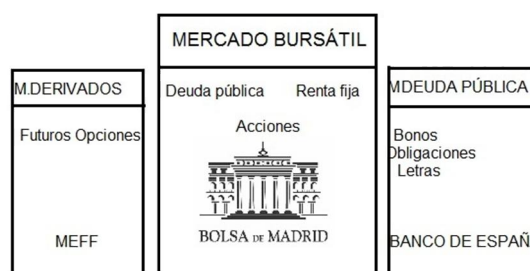 MERCADO BURSÁTIL
M.DERIVADOS
Deuda pública Renta fija
MDEUDA PÚBLICA
Futuros Opciones
Acciones
Bonos
Obligaciones
Letras
MEFF
BOLSA DE MADRID
BANCO DE ESPAÑ